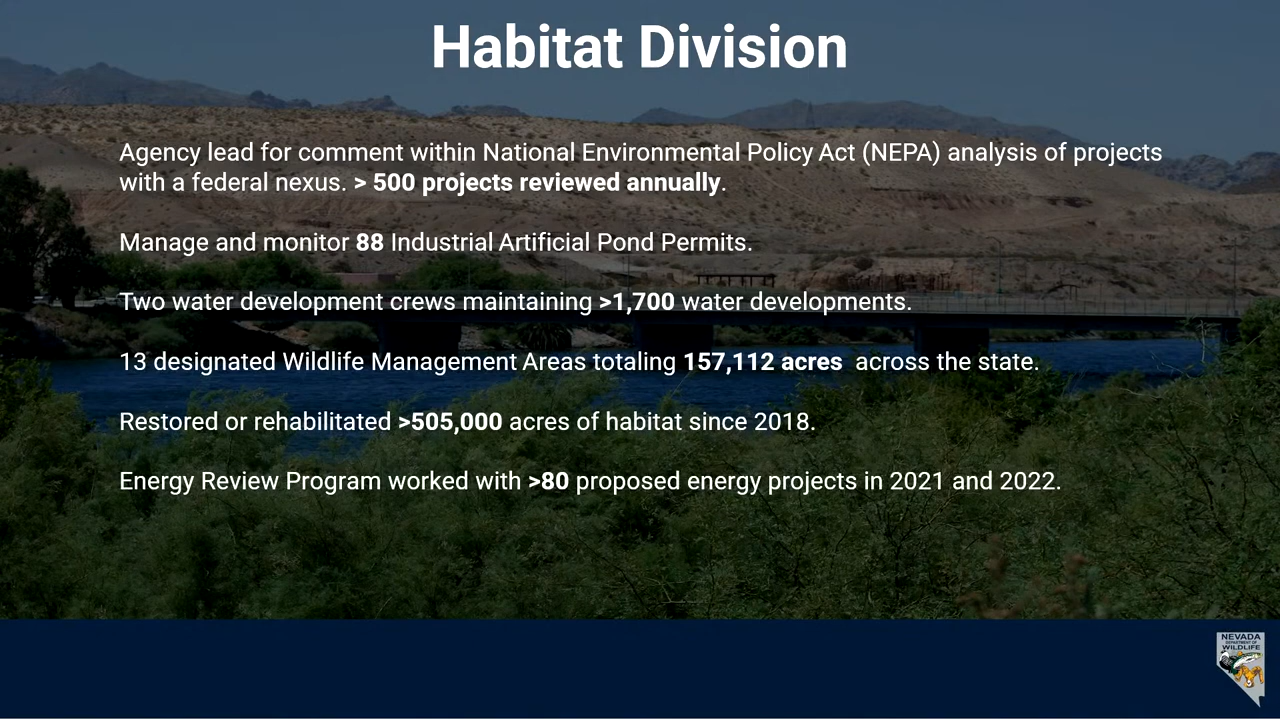 Habitat Division
Agency lead for comment within National Environmental Policy Act (NEPA) analysis of projects
with a federal nexus. > 500 projects reviewed annually.
Manage and monitor 88 Industrial Artificial Pond Permits.
Two water development crews maintaining >1,700 water developments.
13 designated Wildlife Management Areas totaling 157,112 acres  across the state.
Restored or rehabilitated >505,000 acres of habitat since 2018.
Energy Review Program worked with >80 proposed energy projects in 2021 and 2022.
NEVADA
DEPARTMENT OF
WILDLIFE